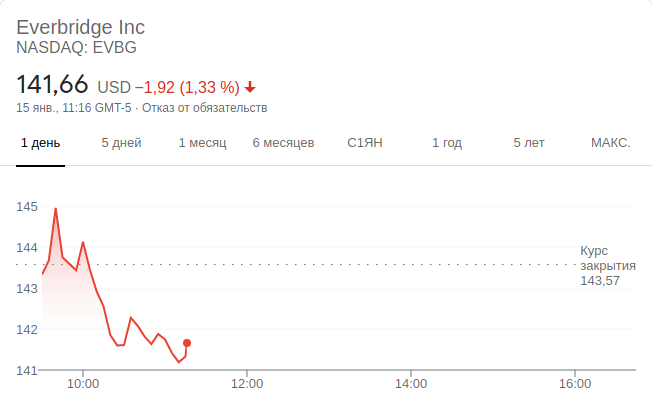 Everbridge Inc
NASDAQ: EVBG
141,66 USD −1,92 (1,33 %)
15 янв., 11:16 GMT-5 · Отказ от обязательств
1 день 5 дней 1 месяц 6 месяцев С1ЯН 1 год 5 лет МАКС.
145
144
143
142
141
Курс
закрытия
143,57
10:00 12:00 14:00 16:00